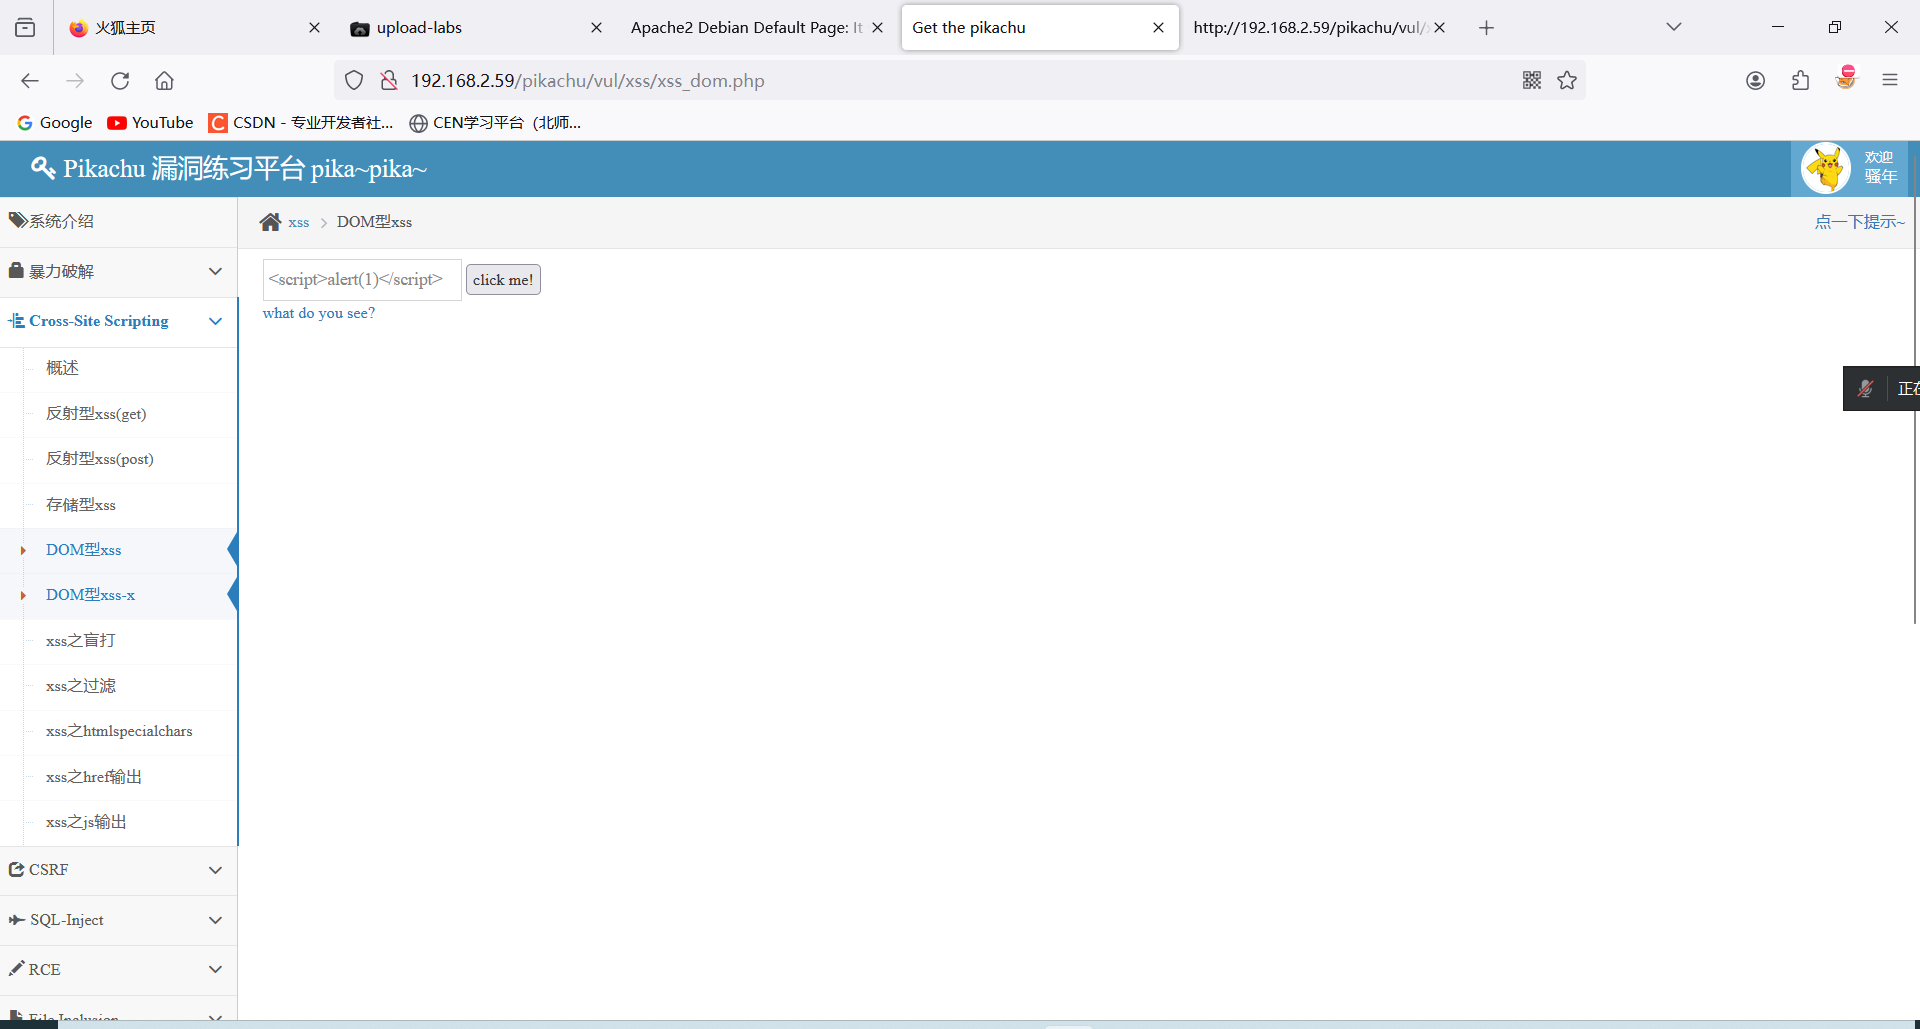 火狐主页
upload-labs
Apache2 Debian Default Page: It
Get the pikachu
http://192.168.2.59/pikachu/vul/
192.168.2.59/pikachu/vul/xss/xss_dom.php
Google
YouTube
CSDN - 专业开发者社...
CEN学习平台（北师...
Pikachu 漏洞练习平台 pika~pika~
欢迎
骚年
系统介绍
xss
DOM型xss
点一下提示~
暴力破解
<script>alert(1)</script>
click me!
what do you see?
Cross-Site Scripting
概述
正在
反射型xss(get)
反射型xss(post)
存储型xss
DOM型xss
DOM型xss-x
xss之盲打
xss之过滤
xss之htmlspecialchars
xss之href输出
xss之js输出
CSRF
SQL-Inject
RCE
File Inclusion